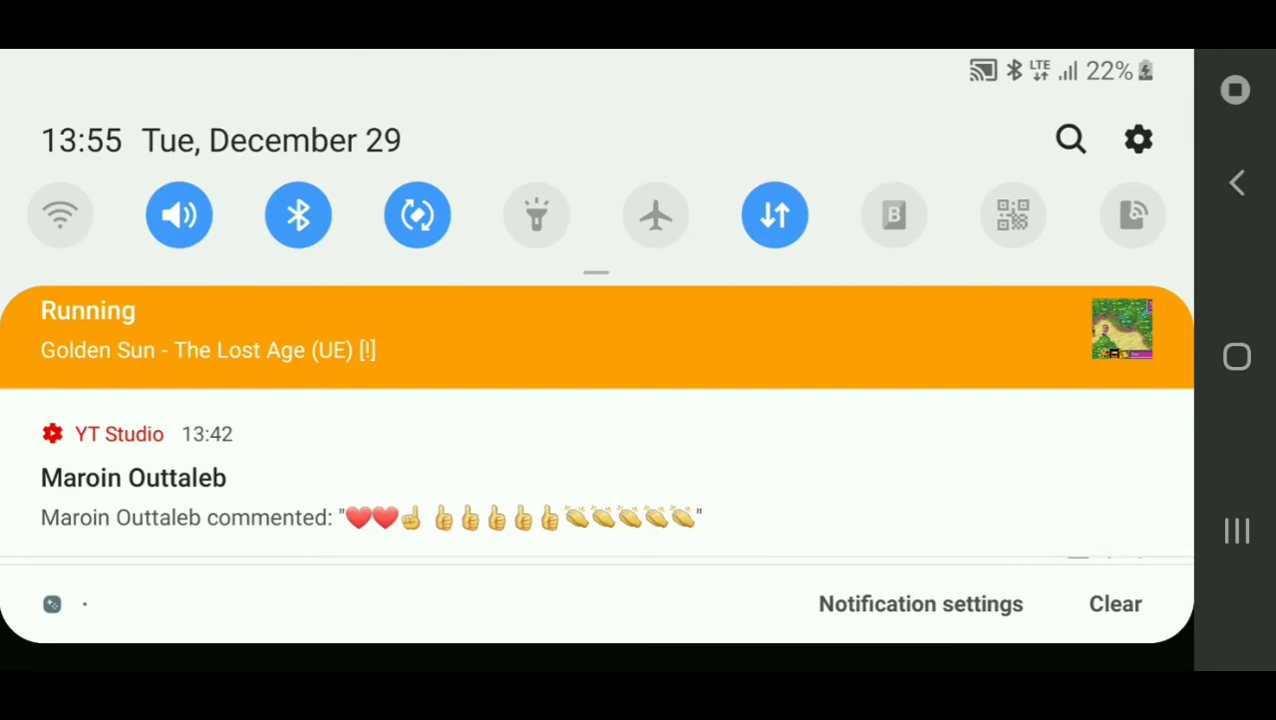 LTE 22%
13:55 Tue, December 29
B
Running
Golden Sun - The Lost Age (UE) [!]
YT Studio 13:42
Maroin Outtaleb
Maroin Outtaleb commented: "❤️❤️☝️👍👍👍👍👍👏👏👏👏👏"
Notification settings Clear